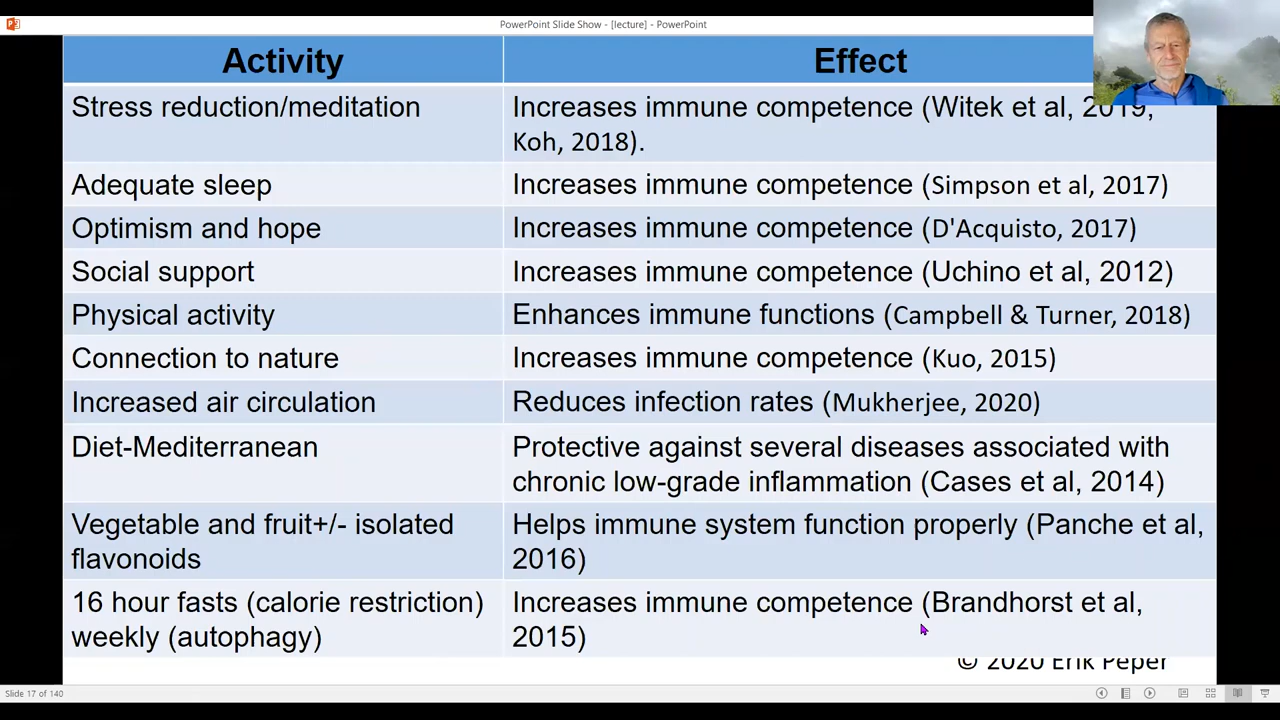 PowerPoint Slide Show - [lecture] - PowerPoint
Activity
Effect
Stress reduction/meditation
Increases immune competence (Witek et al, 2019,
Koh, 2018).
Adequate sleep
Increases immune competence (Simpson et al, 2017)
Optimism and hope
Increases immune competence (D'Acquisto, 2017)
Social support
Increases immune competence (Uchino et al, 2012)
Physical activity
Enhances immune functions (Campbell & Turner, 2018)
Connection to nature
Increases immune competence (Kuo, 2015)
Increased air circulation
Reduces infection rates (Mukherjee, 2020)
Diet-Mediterranean
Protective against several diseases associated with
chronic low-grade inflammation (Cases et al, 2014)
Vegetable and fruit+/- isolated
flavonoids
Helps immune system function properly (Panche et al,
2016)
16 hour fasts (calorie restriction)
weekly (autophagy)
Increases immune competence (Brandhorst et al,
2015)
© 2020 Erik Peper
Slide 17 of 140